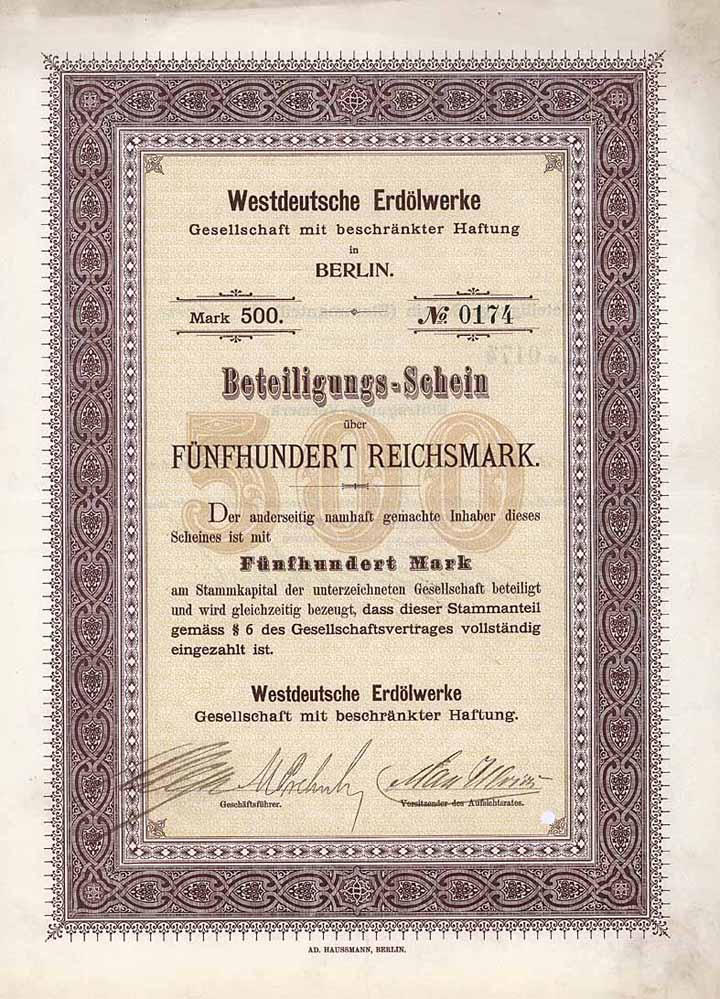 Westdeutsche Erdölwerke
Gesellschaft mit beschränkter Haftung
in
BERLIN.
Mark 500.
№ 0174
Beteiligungs-Schein
über
500
FÜNFHUNDERT REICHSMARK.
Der anderseitig namhaft gemachte Inhaber dieses
Scheines ist mit
Fünfhundert Mark
am Stammkapital der unterzeichneten Gesellschaft beteiligt
und wird gleichzeitig bezeugt, dass dieser Stammanteil
gemäss § 6 des Gesellschaftsvertrages vollständig
eingezahlt ist.
Westdeutsche Erdölwerke
Gesellschaft mit beschränkter Haftung.
Geschäftsführer.
Vorsitzender des Aufsichtsrates.
AD. HAUSSMANN, BERLIN.